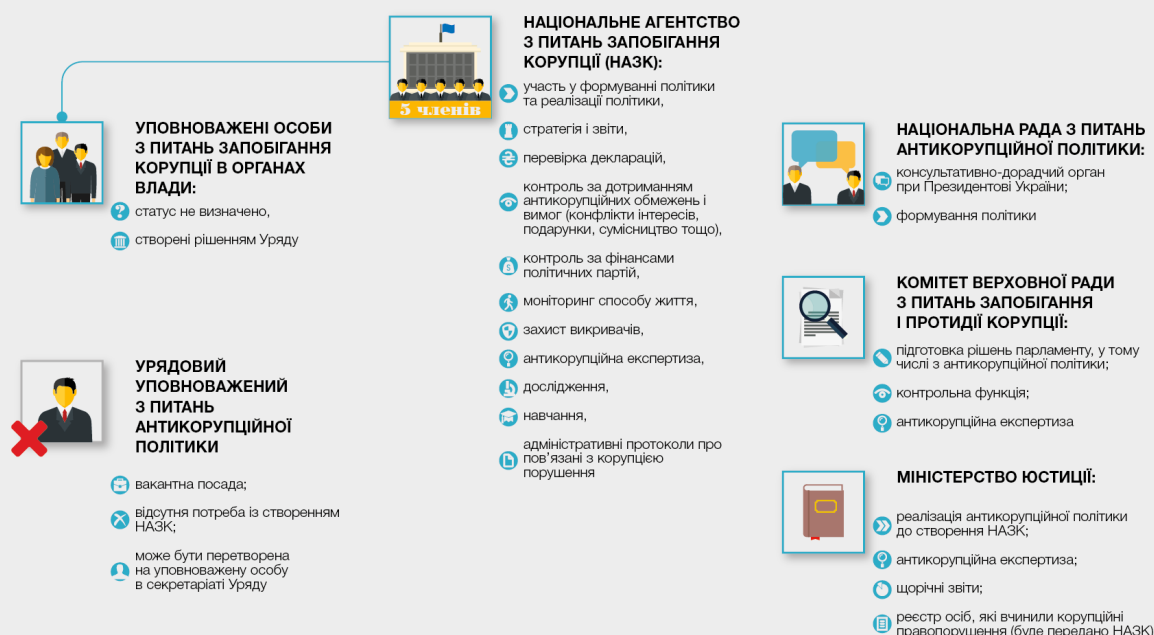 НАЦІОНАЛЬНЕ АГЕНТСТВО
З ПИТАНЬ ЗАПОБІГАННЯ
КОРУПЦІЇ (НАЗК):
5 членів
участь у формуванні політики
та реалізації політики,
стратегія і звіти,
перевірка декларацій,
контроль за дотриманням
антикорупційних обмежень і
вимог (конфлікти інтересів,
подарунки, сумісництво тощо),
контроль за фінансами
політичних партій,
моніторинг способу життя,
захист викривачів,
антикорупційна експертиза,
дослідження,
навчання,
адміністративні протоколи про
пов’язані з корупцією
порушення
УПОВНОВАЖЕНІ ОСОБИ
З ПИТАНЬ ЗАПОБІГАННЯ
КОРУПЦІЇ В ОРГАНАХ
ВЛАДИ:
статус не визначено,
створені рішенням Уряду
УРЯДОВИЙ
УПОВНОВАЖЕНИЙ
З ПИТАНЬ
АНТИКОРУПЦІЙНОЇ
ПОЛІТИКИ
вакантна посада;
відсутня потреба із створенням
НАЗК;
може бути перетворена
на уповноважену особу
в секретаріаті Уряду
НАЦІОНАЛЬНА РАДА З ПИТАНЬ
АНТИКОРУПЦІЙНОЇ ПОЛІТИКИ:
консультативно-дорадчий орган
при Президентові України;
формування політики
КОМІТЕТ ВЕРХОВНОЇ РАДИ
З ПИТАНЬ ЗАПОБІГАННЯ
І ПРОТИДІЇ КОРУПЦІЇ:
підготовка рішень парламенту, у тому
числі з антикорупційної політики;
контрольна функція;
антикорупційна експертиза
МІНІСТЕРСТВО ЮСТИЦІЇ:
реалізація антикорупційної політики
до створення НАЗК;
антикорупційна експертиза;
щорічні звіти;
реєстр осіб, які вчинили корупційні
правопорушення (буде передано НАЗК)